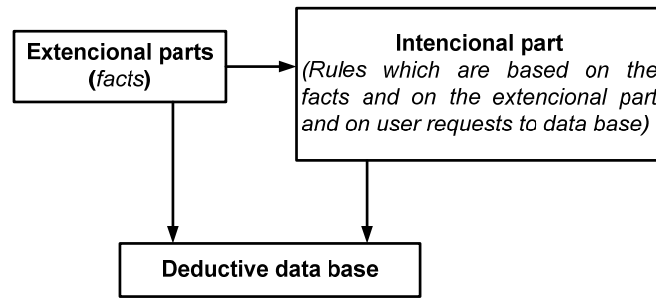 Extencional parts
(facts)
Intencional part
(Rules which are based on the
facts and on the extencional part
and on user requests to data base)
Deductive data base